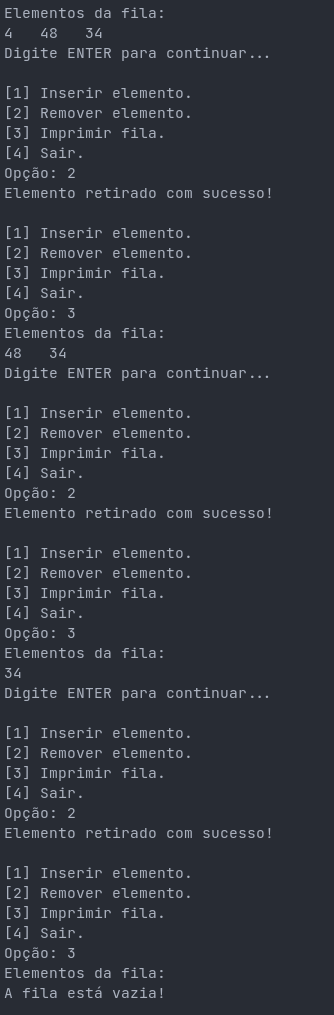 Elementos da fila:
4   48   34
Digite ENTER para continuar...

[1] Inserir elemento.
[2] Remover elemento.
[3] Imprimir fila.
[4] Sair.
Opção: 2
Elemento retirado com sucesso!

[1] Inserir elemento.
[2] Remover elemento.
[3] Imprimir fila.
[4] Sair.
Opção: 3
Elementos da fila:
48   34
Digite ENTER para continuar...

[1] Inserir elemento.
[2] Remover elemento.
[3] Imprimir fila.
[4] Sair.
Opção: 2
Elemento retirado com sucesso!

[1] Inserir elemento.
[2] Remover elemento.
[3] Imprimir fila.
[4] Sair.
Opção: 3
Elementos da fila:
34
Digite ENTER para continuar...

[1] Inserir elemento.
[2] Remover elemento.
[3] Imprimir fila.
[4] Sair.
Opção: 2
Elemento retirado com sucesso!

[1] Inserir elemento.
[2] Remover elemento.
[3] Imprimir fila.
[4] Sair.
Opção: 3
Elementos da fila:
A fila está vazia!